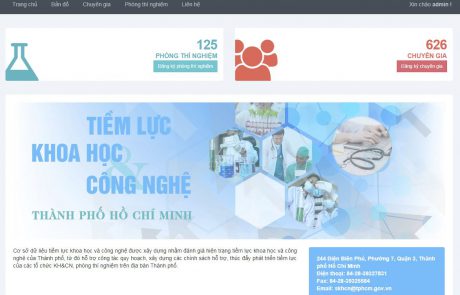 Trang chủ Bản đồ Chuyên gia Phòng thí nghiệm Liên hệ Xin chào admin !
125
PHÒNG THÍ NGHIỆM
Đăng ký phòng thí nghiệm
626
CHUYÊN GIA
Đăng ký chuyên gia
TIỀM LỰC
KHOA HỌC
&
CÔNG NGHỆ
THÀNH PHỐ HỒ CHÍ MINH
Cơ sở dữ liệu tiềm lực khoa học và công nghệ được xây dựng nhằm đánh giá hiện trạng tiềm lực khoa học và công
nghệ của Thành phố, từ đó hỗ trợ công tác quy hoạch, xây dựng các chính sách hỗ trợ, thúc đẩy phát triển tiềm lực
của các tổ chức KH&CN, phòng thí nghiệm trên địa bàn Thành phố.
244 Điện Biên Phủ, Phường 7, Quận 3, Thành
phố Hồ Chí Minh
Điện thoại: 84-28-39327831
Fax: 84-28-39325584
Email: skhcn@tphcm.gov.vn